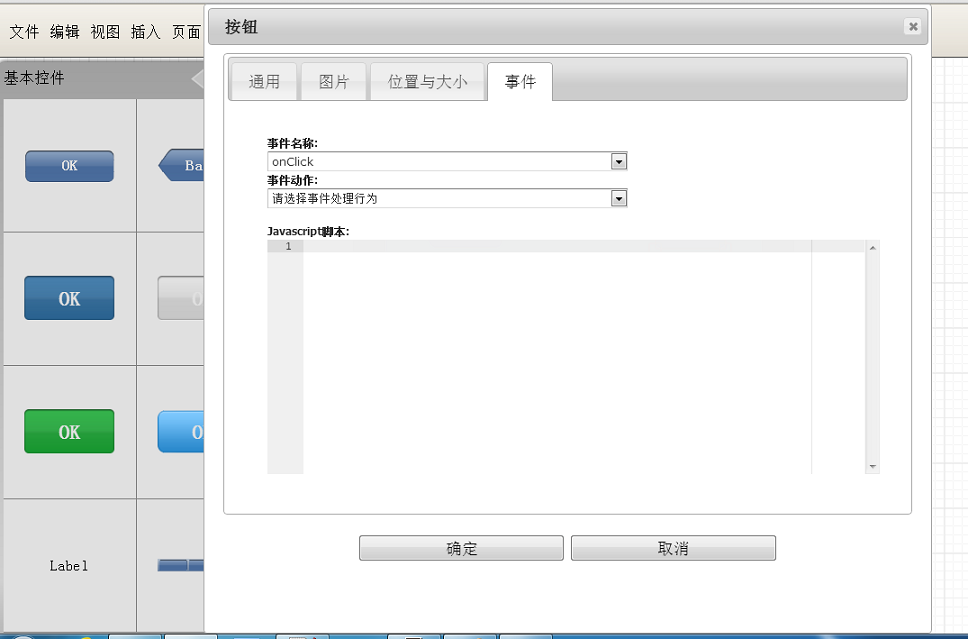 文件 编辑 视图 插入 页面
按钮
基本控件
通用 图片 位置与大小 事件
事件名称:
onClick
事件动作:
请选择事件处理行为
Javascript脚本:
1
OK
OK
OK
Label
确定 取消